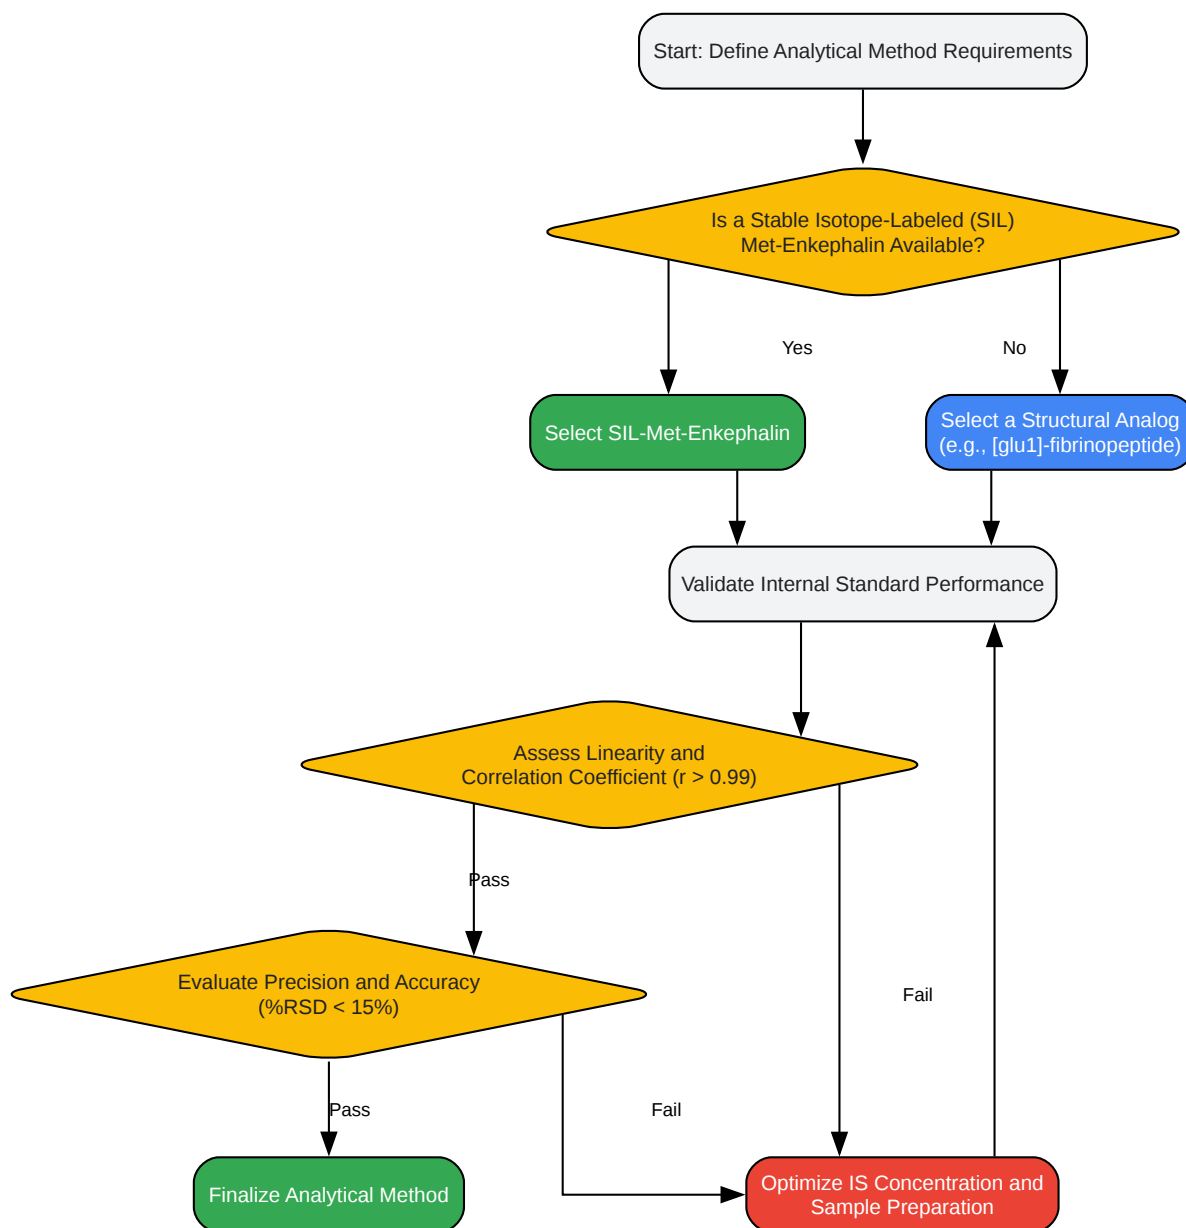 Start: Define Analytical Method Requirements
Is a Stable Isotope-Labeled (SIL)
Met-Enkephalin Available?
Yes
No
Select SIL-Met-Enkephalin
Select a Structural Analog
(e.g., [glu1]-fibrinopeptide)
Validate Internal Standard Performance
Assess Linearity and
Correlation Coefficient (r > 0.99)
Pass
Evaluate Precision and Accuracy
(%RSD < 15%)
Fail
Pass
Fail
Finalize Analytical Method
Optimize IS Concentration and
Sample Preparation